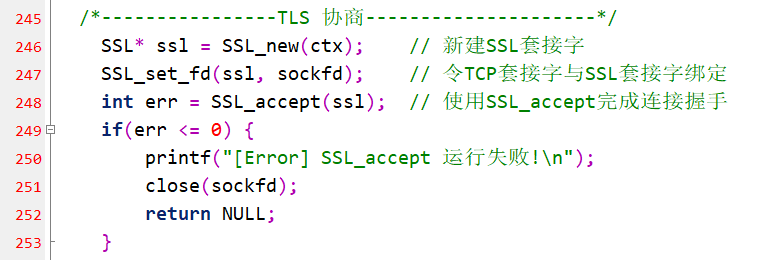 245 /*----------------TLS 协商---------------------*/
246 SSL* ssl = SSL_new(ctx); // 新建SSL套接字
247 SSL_set_fd(ssl, sockfd); // 令TCP套接字与SSL套接字绑定
248 int err = SSL_accept(ssl); // 使用SSL_accept完成连接握手
249 if(err <= 0) {
250 printf("[Error] SSL_accept 运行失败!\n");
251 close(sockfd);
252 return NULL;
253 }